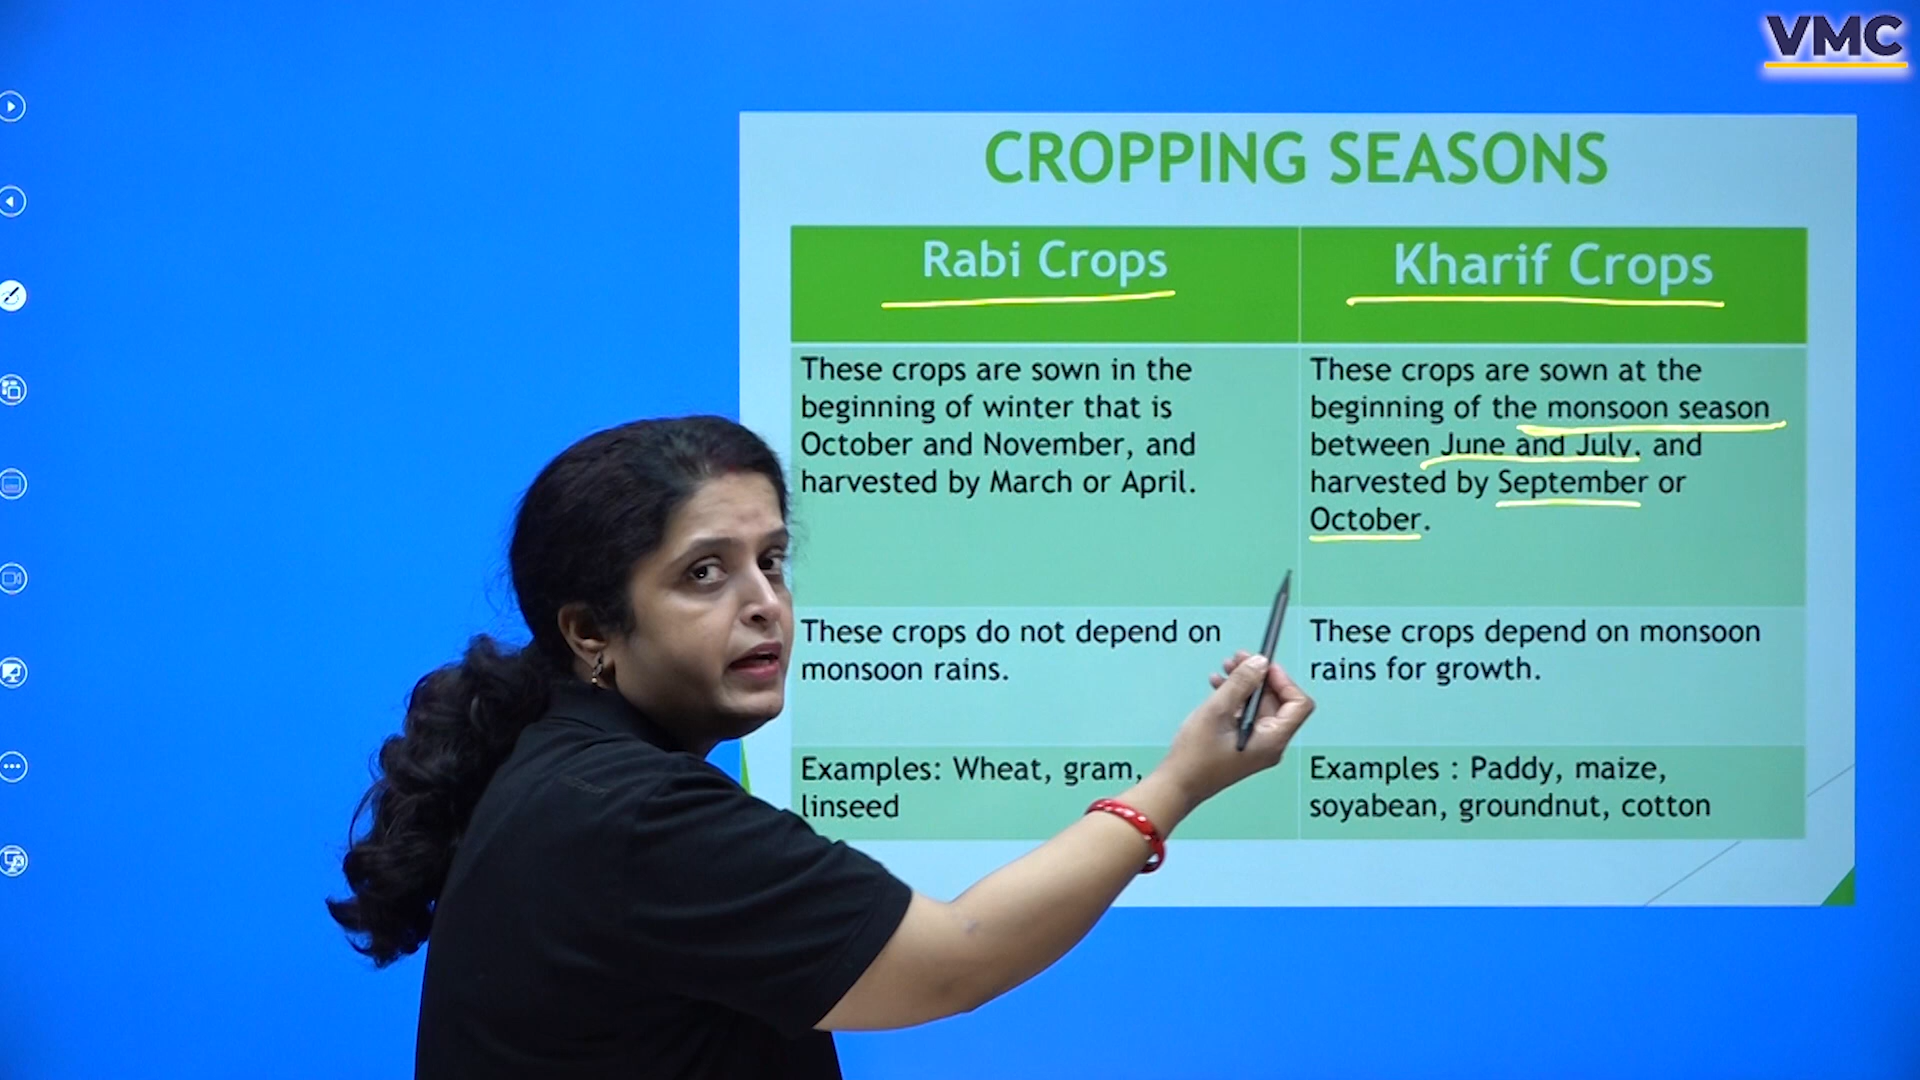 VMC
CROPPING SEASONS
Rabi Crops
Kharif Crops
These crops are sown in the
beginning of winter that is
October and November, and
harvested by March or April.
These crops are sown at the
beginning of the monsoon season
between June and July. and
harvested by September or
October.
These crops do not depend on
monsoon rains.
These crops depend on monsoon
rains for growth.
Examples: Wheat, gram,
linseed
Examples : Paddy, maize,
soyabean, groundnut, cotton